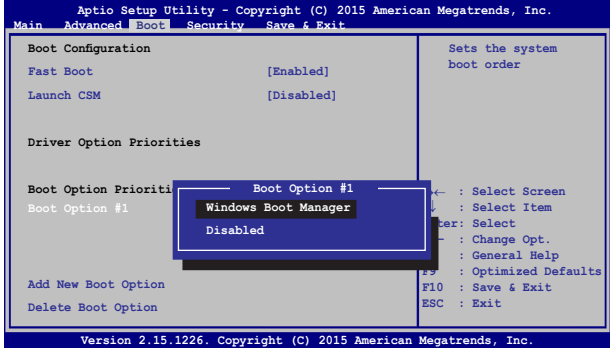 Aptio Setup Utility - Copyright (C) 2015 American Megatrends, Inc.
Main Advanced Boot Security Save & Exit
Boot Configuration
Fast Boot [Enabled]
Launch CSM [Disabled]
Driver Option Priorities
Boot Option Prioriti
Boot Option #1
Boot Option #1
Windows Boot Manager
Disabled
Add New Boot Option
Delete Boot Option
Sets the system
boot order
← : Select Screen
↓ : Select Item
ter: Select
- : Change Opt.
: General Help
F9 : Optimized Defaults
F10 : Save & Exit
ESC : Exit
Version 2.15.1226. Copyright (C) 2015 American Megatrends, Inc.